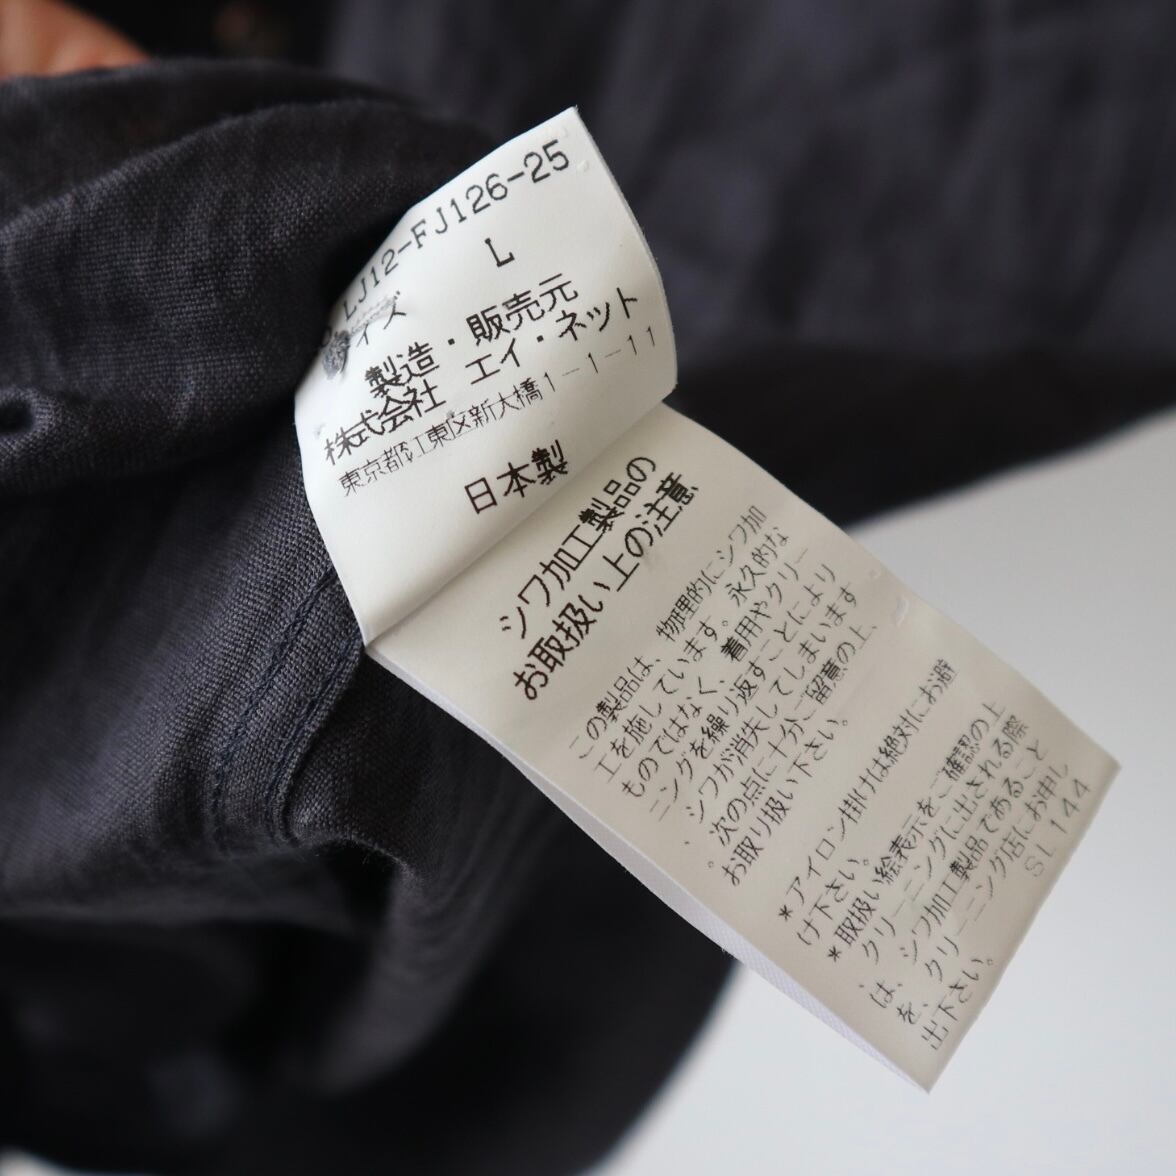 LJ12-FJ126-25
イズ L
製造・販売元
株式会社 エイ・ネット
東京都江東区新大橋1-1-11
日本製
シワ加工製品の
お取扱い上の注意
この製品は、物理的にシワ加
工を施しています。永久的な
ものではなく、着用やクリー
ニングを繰り返すことにより
シワが消失してしまいます
。次の点に十分ご留意の上、
お取り扱い下さい。
*アイロン掛けは絶対にお避
け下さい。
*取扱い絵表示をご確認の上
クリーニングに出される際
は、シワ加工製品であること
を、クリーニング店にお申し
出下さい。 SL 144